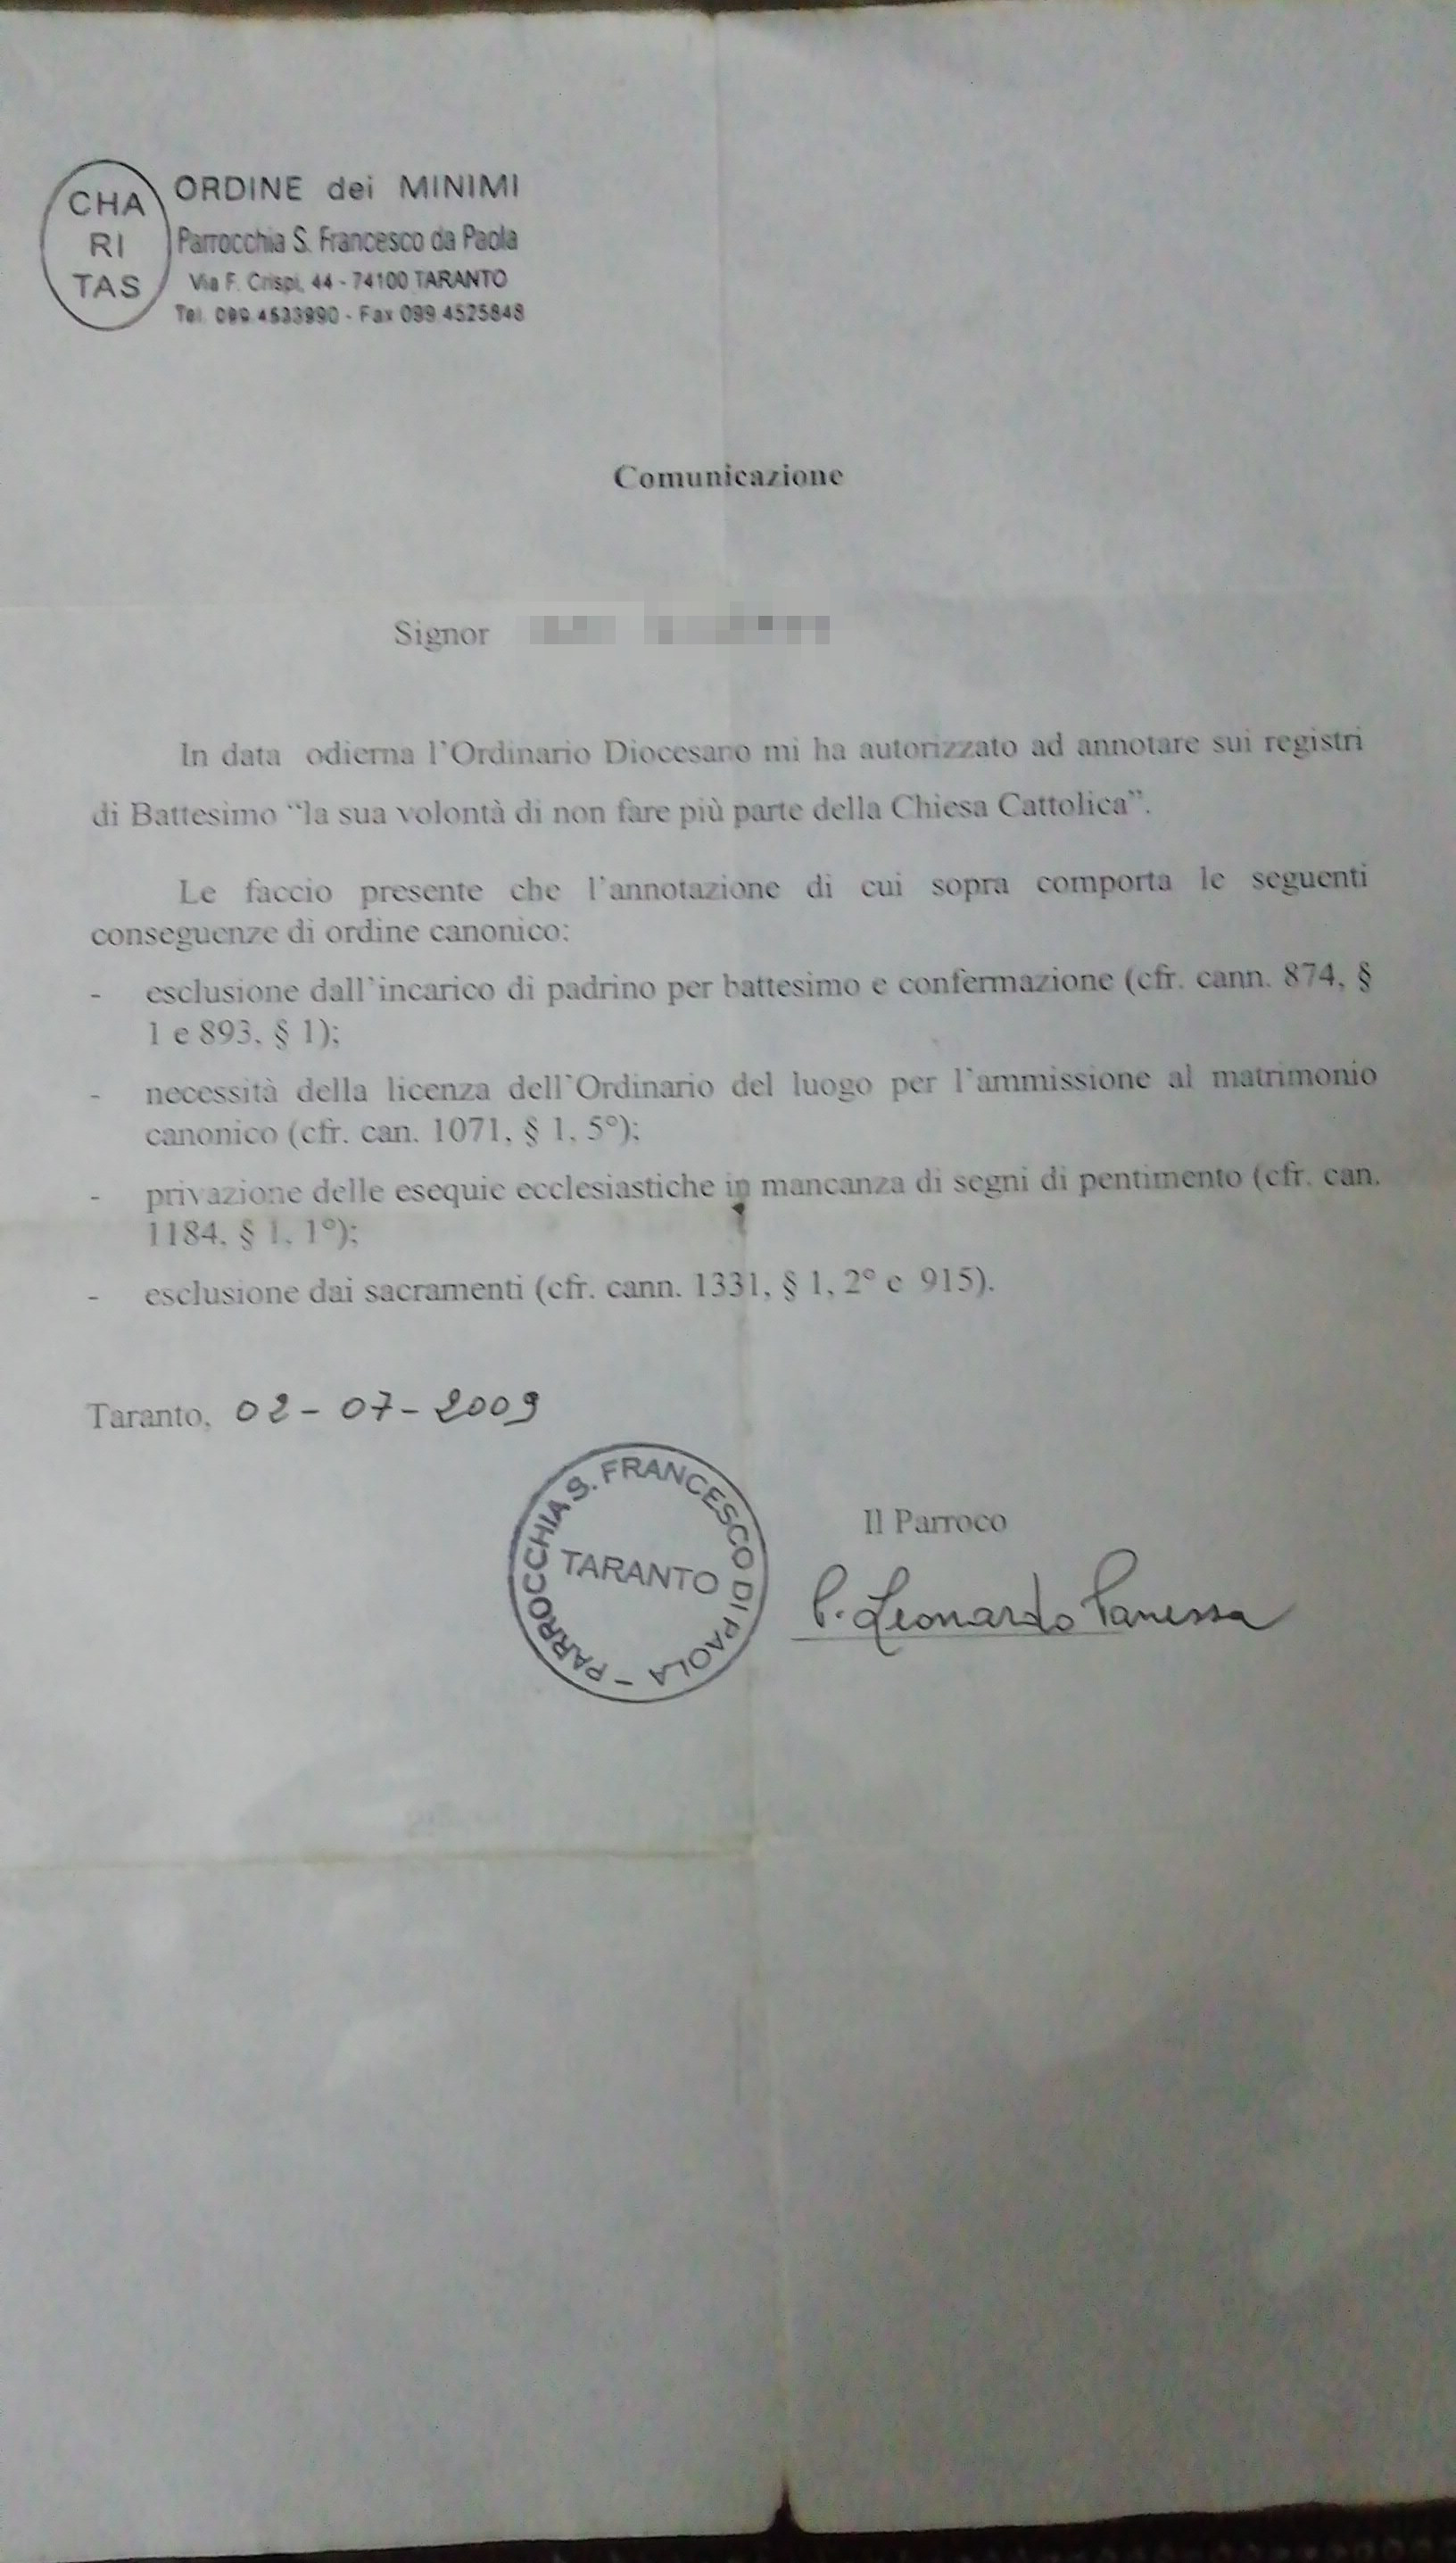 CHA
RI
TAS
ORDINE dei MINIMI
Parrocchia S. Francesco da Paola
Via F. Crispi, 44 - 74100 TARANTO
Tel. 099.4533990 - Fax 099.4525848
Comunicazione
Signor
In data odierna l'Ordinario Diocesano mi ha autorizzato ad annotare sui registri
di Battesimo “la sua volontà di non fare più parte della Chiesa Cattolica”.
Le faccio presente che l'annotazione di cui sopra comporta le seguenti
conseguenze di ordine canonico:
- esclusione dall'incarico di padrino per battesimo e confermazione (cfr. cann. 874, §
1 e 893, § 1);
- necessità della licenza dell'Ordinario del luogo per l'ammissione al matrimonio
canonico (cfr. can. 1071, § 1, 5°);
- privazione delle esequie ecclesiastiche in mancanza di segni di pentimento (cfr. can.
1184, § 1, 1°);
- esclusione dai sacramenti (cfr. cann. 1331, § 1, 2° e 915).
Taranto, 02-07-2009
PARROCCHIA S. FRANCESCO DI PAOLA -
TARANTO
Il Parroco
P. Leonardo Panessa